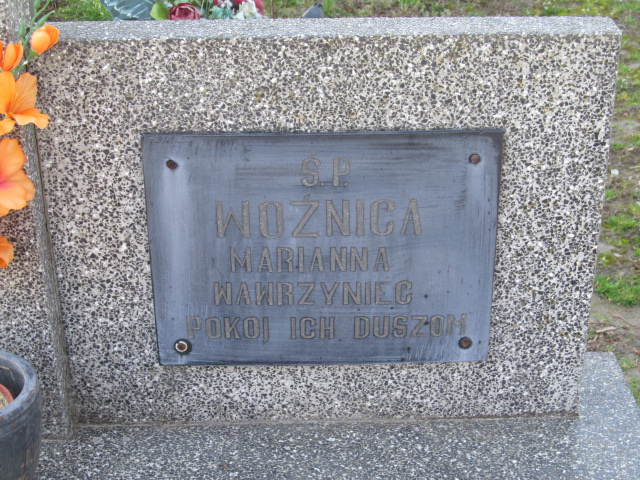 Ś.P.
WOŹNICA
MARIANNA
WAWRZYNIEC
POKOJ ICH DUSZOM